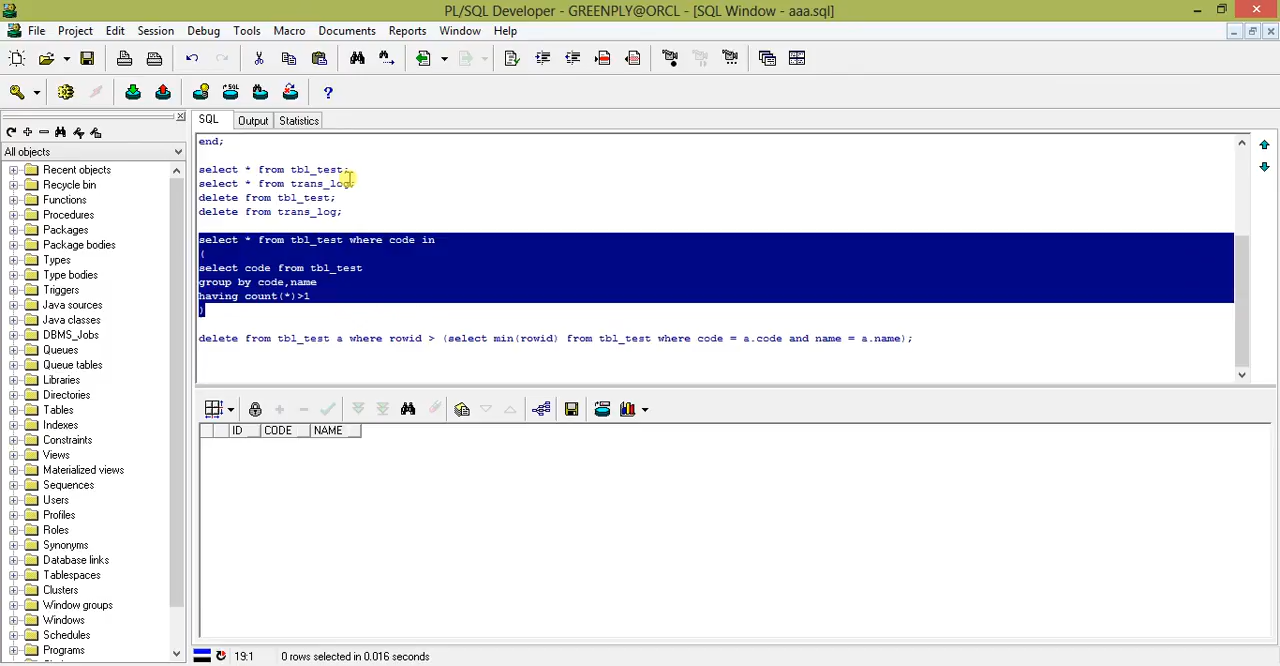 PL/SQL Developer - GREENPLY@ORCL - [SQL Window - aaa.sql]
File Project Edit Session Debug Tools Macro Documents Reports Window Help
SQL Output Statistics
All objects
Recent objects
Recycle bin
Functions
Procedures
Packages
Package bodies
Types
Type bodies
Triggers
Java sources
Java classes
DBMS_Jobs
Queues
Queue tables
Libraries
Directories
Tables
Indexes
Constraints
Views
Materialized views
Sequences
Users
Profiles
Roles
Synonyms
Database links
Tablespaces
Clusters
Window groups
Windows
Schedules
Programs
end;
select * from tbl_test;
select * from trans_log;
delete from tbl_test;
delete from trans_log;
select * from tbl_test where code in
(
select code from tbl_test
group by code,name
having count(*)>1
)
delete from tbl_test a where rowid > (select min(rowid) from tbl_test where code = a.code and name = a.name);
ID CODE NAME
19:1 0 rows selected in 0.016 seconds